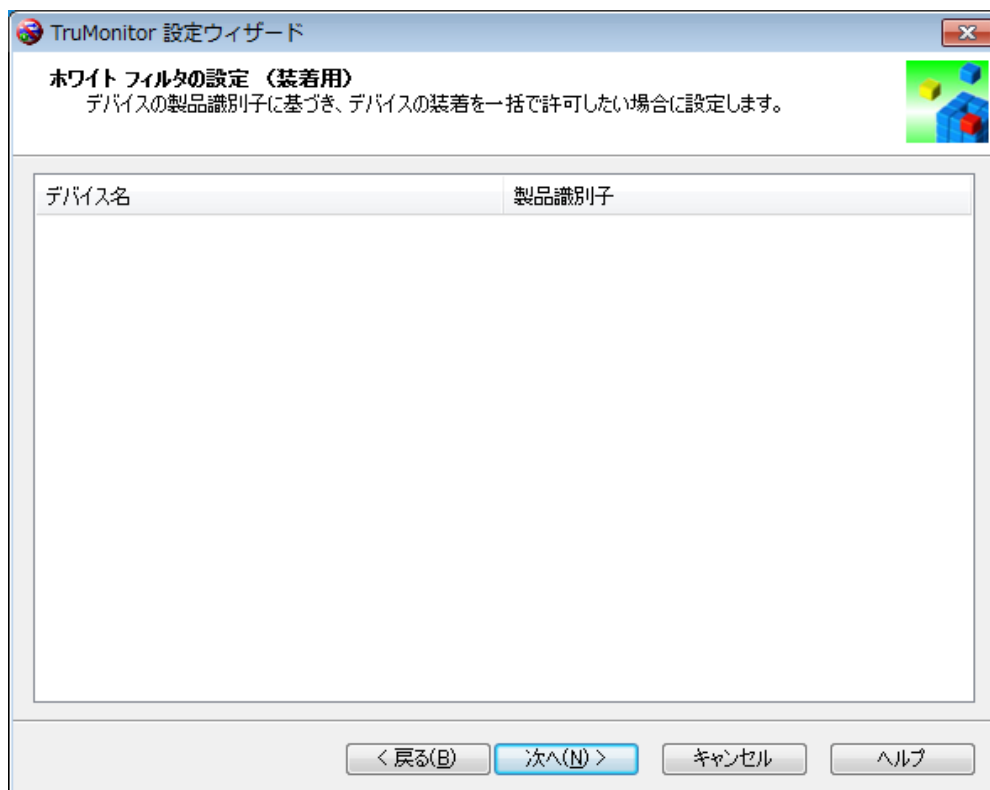 TruMonitor 設定ウィザード
ホワイト フィルタの設定 （装着用）
デバイスの製品識別子に基づき、デバイスの装着を一括で許可したい場合に設定します。
デバイス名 製品識別子
< 戻る(B) 次へ(N) > キャンセル ヘルプ